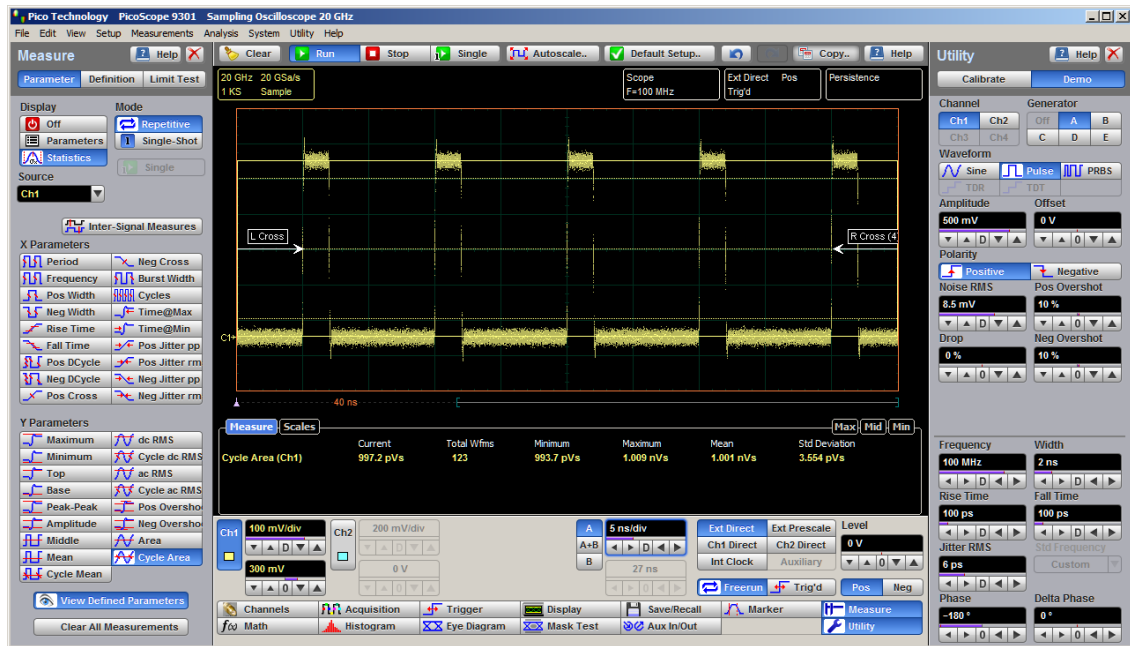 Pico Technology PicoScope 9301 Sampling Oscilloscope 20 GHz
File Edit View Setup Measurements Analysis System Utility Help
Measure ? Help
Clear Run Stop Single Autoscale.. Default Setup.. Copy.. ? Help
Utility ? Help
Parameter Definition Limit Test
Display Mode
Off Repetitive
Parameters 1 Single-Shot
Statistics Single
Source
Ch1
Inter-Signal Measures
X Parameters
Period Neg Cross
Frequency Burst Width
Pos Width Cycles
Neg Width Time@Max
Rise Time Time@Min
Fall Time Pos Jitter pp
Pos DCycle Pos Jitter rm
Neg DCycle Neg Jitter pp
Pos Cross Neg Jitter rm
Y Parameters
Maximum dc RMS
Minimum Cycle dc RMS
Top ac RMS
Base Cycle ac RMS
Peak-Peak Pos Oversho
Amplitude Neg Oversho
Middle Area
Mean Cycle Area
Cycle Mean
View Defined Parameters
Clear All Measurements
20 GHz 20 GSa/s
1 KS Sample
Scope
F=100 MHz
Ext Direct Pos
Trig'd
Persistence
L Cross
R Cross (4
C1
40 ns
Measure Scales Max Mid Min
Current Total Wfms Minimum Maximum Mean Std Deviation
Cycle Area (Ch1) 997.2 pVs 123 993.7 pVs 1.009 nVs 1.001 nVs 3.554 pVs
Ch1 100 mV/div Ch2 200 mV/div A 5 ns/div Ext Direct Ext Prescale Level
D D A+B D Ch1 Direct Ch2 Direct 0 V
300 mV 0 V B 27 ns Int Clock Auxiliary 0
0 0 0 Freerun Trig'd Pos Neg
Channels Acquisition Trigger Display Save/Recall Marker Measure
f(x) Math Histogram Eye Diagram Mask Test Aux In/Out Utility
Calibrate Demo
Channel Generator
Ch1 Ch2 Off A B
Ch3 Ch4 C D E
Waveform
Sine Pulse PRBS
TDR TDT
Amplitude Offset
500 mV 0 V
D 0
Polarity
Positive Negative
Noise RMS Pos Overshot
8.5 mV 10 %
D 0
Drop Neg Overshot
0 % 10 %
0 0
Frequency Width
100 MHz 2 ns
D D
Rise Time Fall Time
100 ps 100 ps
D D
Jitter RMS Std Frequency
6 ps Custom
D
Phase Delta Phase
-180 ° 0 °
0 0